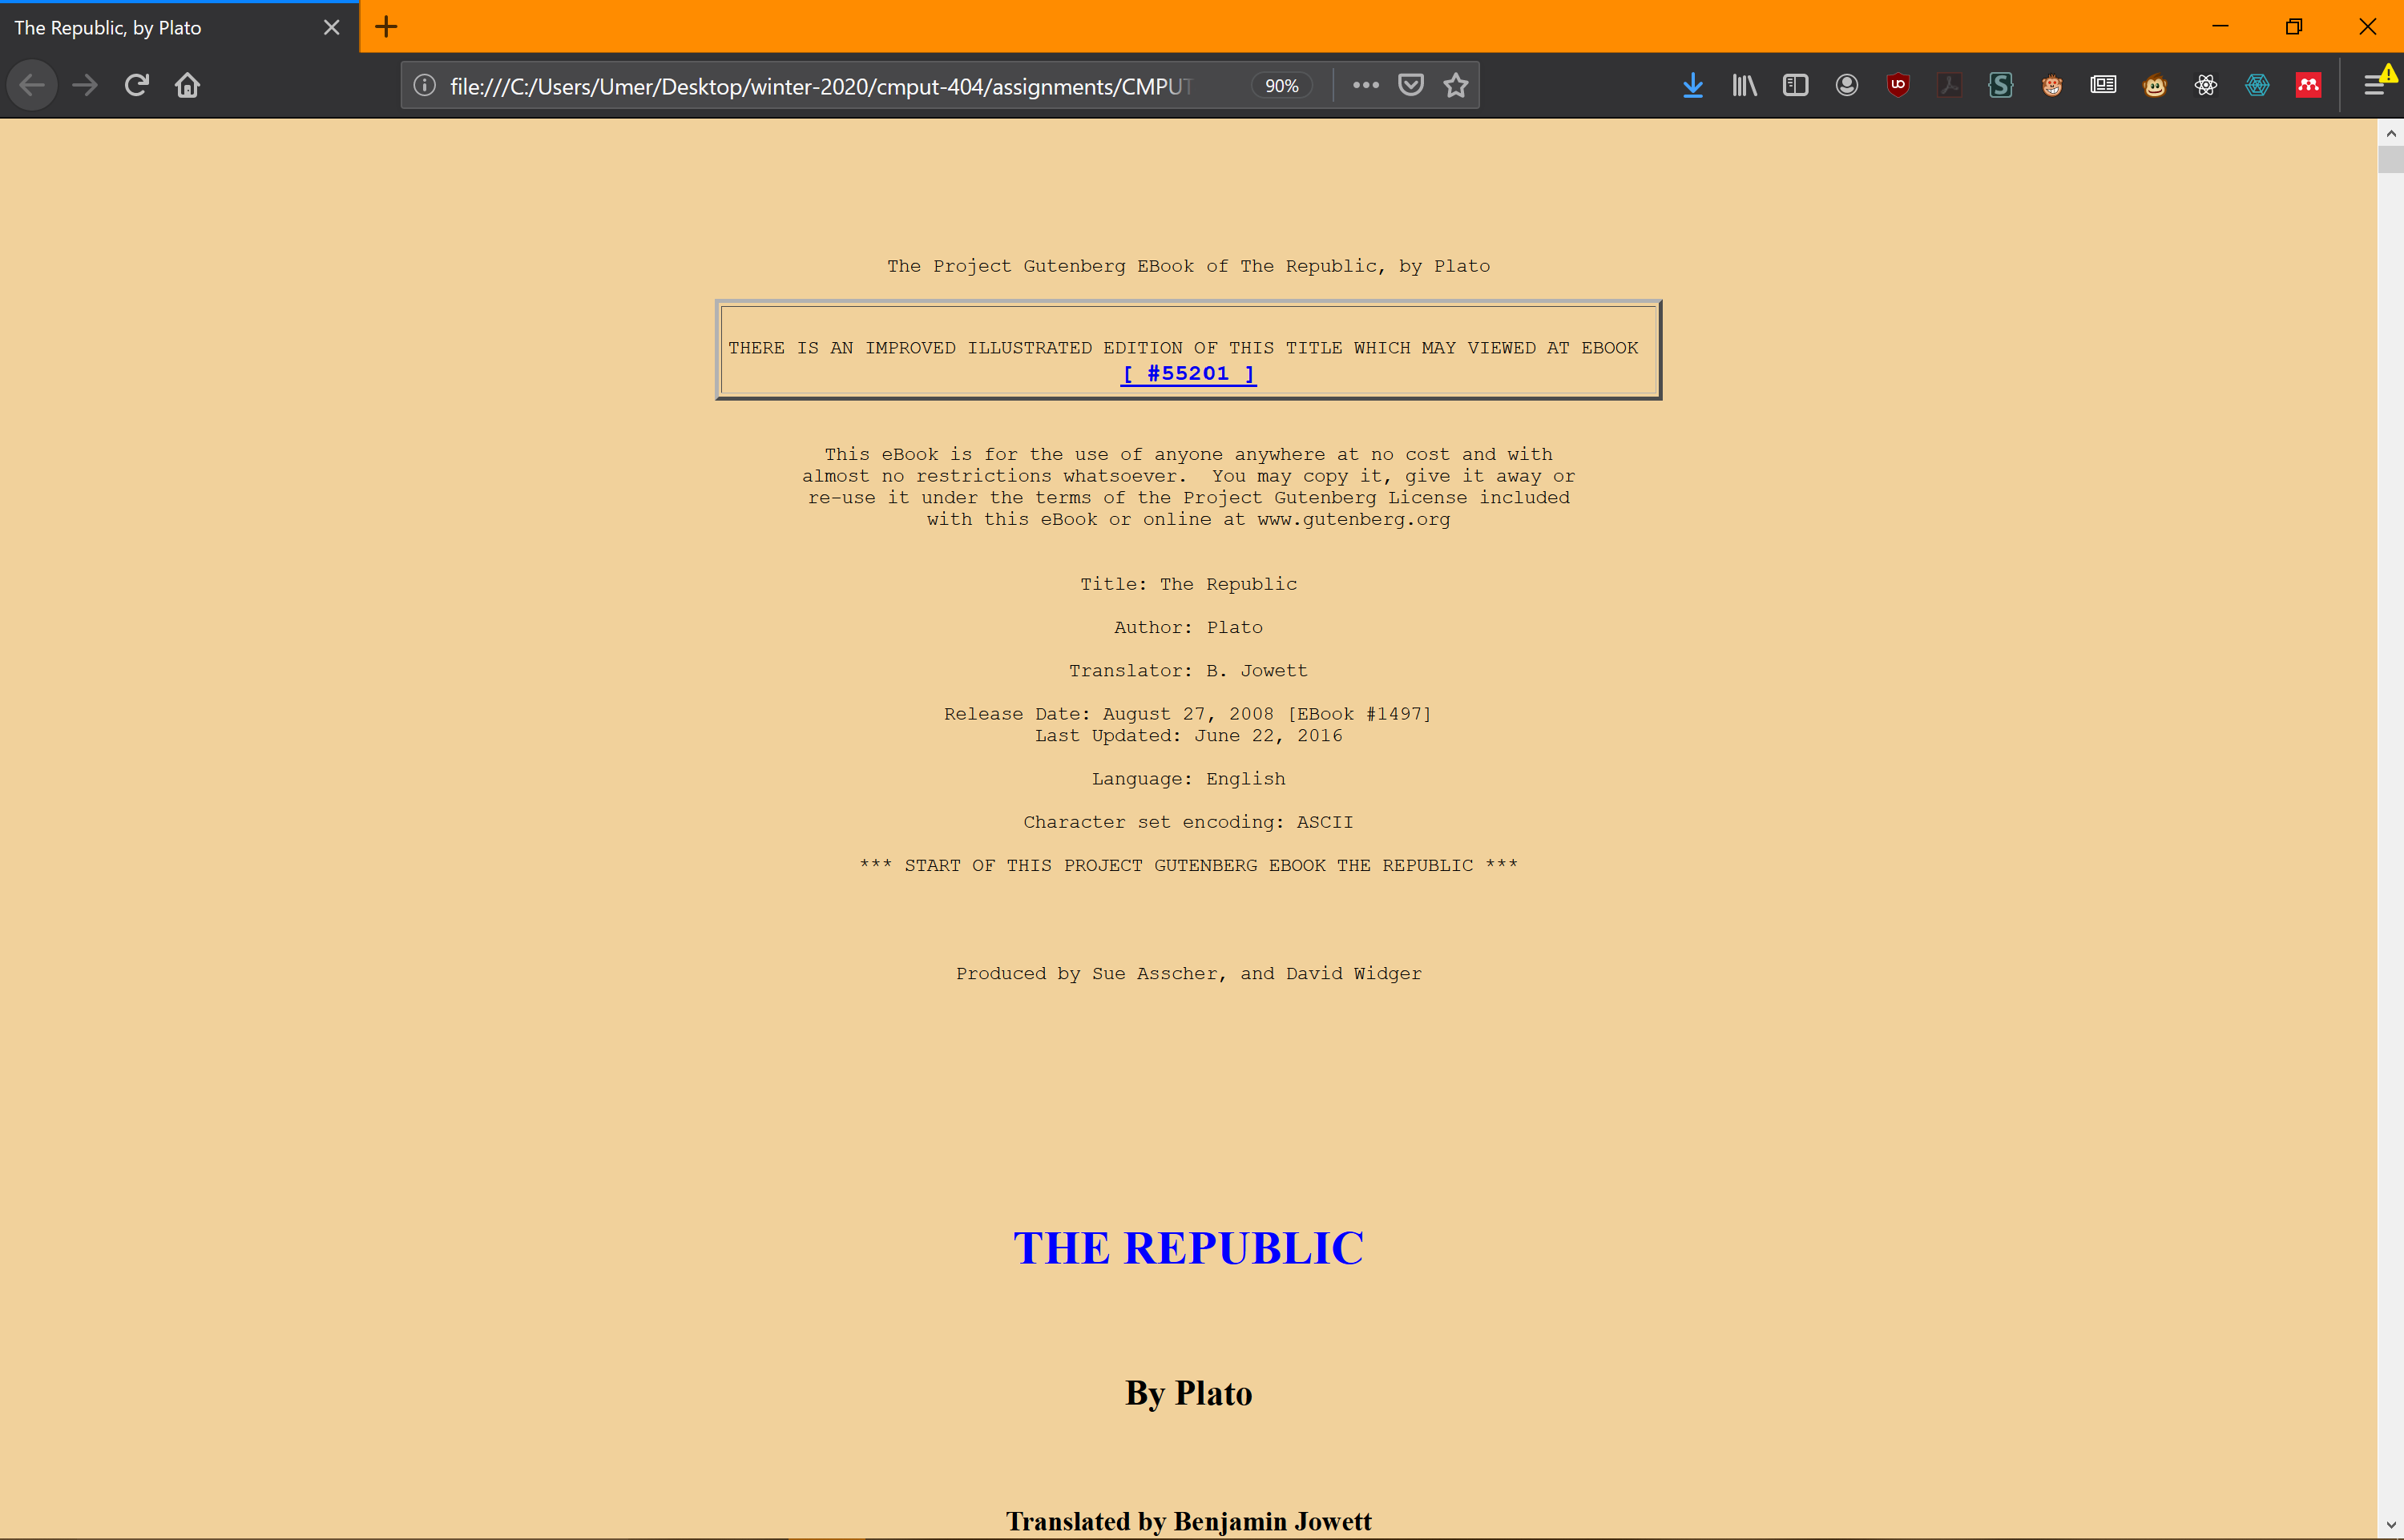 The Republic, by Plato
file:///C:/Users/Umer/Desktop/winter-2020/cmput-404/assignments/CMPUT
90%
The Project Gutenberg EBook of The Republic, by Plato
THERE IS AN IMPROVED ILLUSTRATED EDITION OF THIS TITLE WHICH MAY VIEWED AT EBOOK
[ #55201 ]
This eBook is for the use of anyone anywhere at no cost and with
almost no restrictions whatsoever.  You may copy it, give it away or
re-use it under the terms of the Project Gutenberg License included
with this eBook or online at www.gutenberg.org
Title: The Republic
Author: Plato
Translator: B. Jowett
Release Date: August 27, 2008 [EBook #1497]
Last Updated: June 22, 2016
Language: English
Character set encoding: ASCII
*** START OF THIS PROJECT GUTENBERG EBOOK THE REPUBLIC ***
Produced by Sue Asscher, and David Widger
THE REPUBLIC
By Plato
Translated by Benjamin Jowett